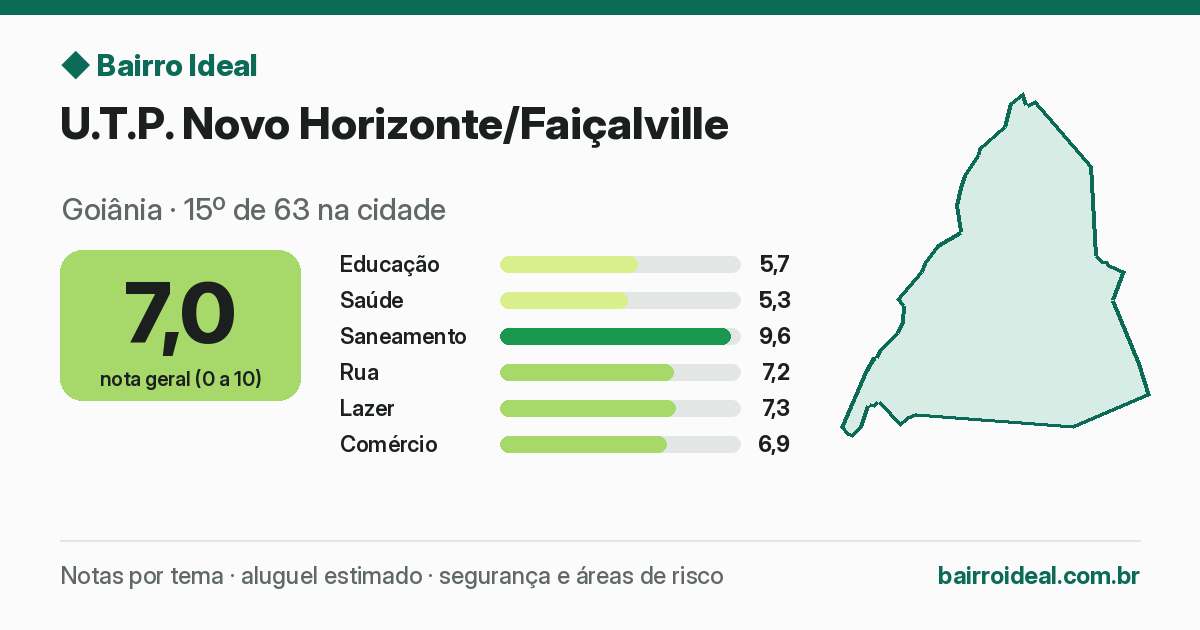 Bairro Ideal
U.T.P. Novo Horizonte/Faiçalville
Goiânia · 15º de 63 na cidade
7,0
nota geral (0 a 10)
Educação 5,7
Saúde 5,3
Saneamento 9,6
Rua 7,2
Lazer 7,3
Comércio 6,9
Notas por tema · aluguel estimado · segurança e áreas de risco
bairroideal.com.br